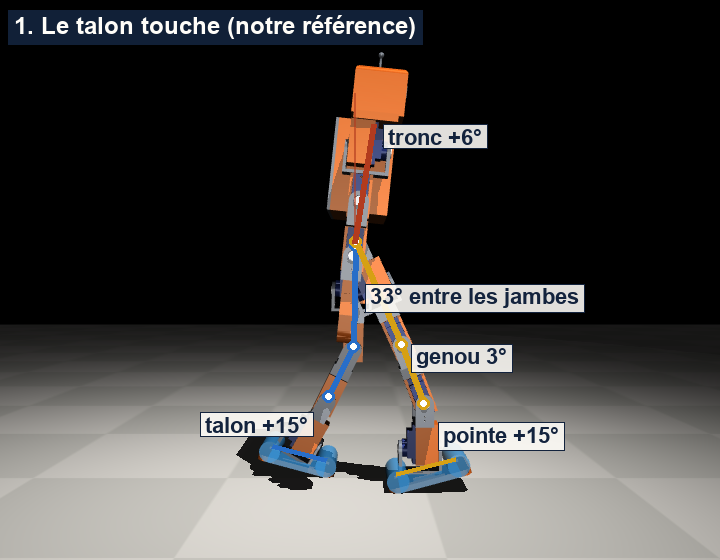 1. Le talon touche (notre référence)
tronc +6°
33° entre les jambes
genou 3°
talon +15°
pointe +15°